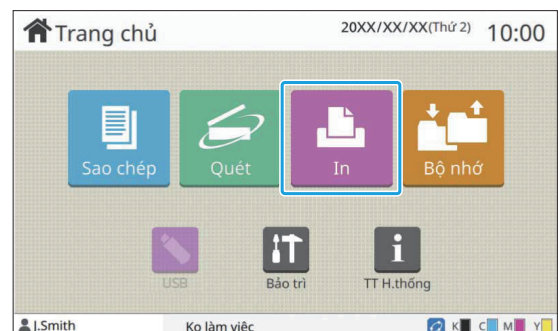 Trang chủ
20XX/XX/XX(Thứ 2) 10:00
Sao chép
Quét
In
Bộ nhớ
USB
Bảo trì
TT H.thống
J.Smith
Ko làm việc
K C M Y